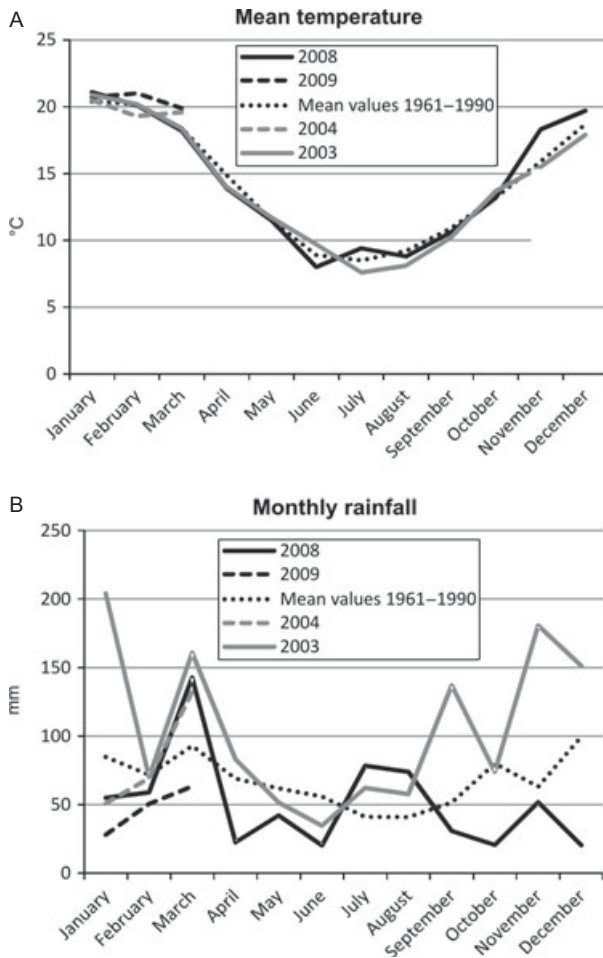 A
Mean temperature
25
20
15
10
5
0
°C
2008
2009
Mean values 1961–1990
2004
2003
January
February
March
April
May
June
July
August
September
October
November
December
B
Monthly rainfall
250
200
150
100
50
0
mm
2008
2009
Mean values 1961–1990
2004
2003
January
February
March
April
May
June
July
August
September
October
November
December